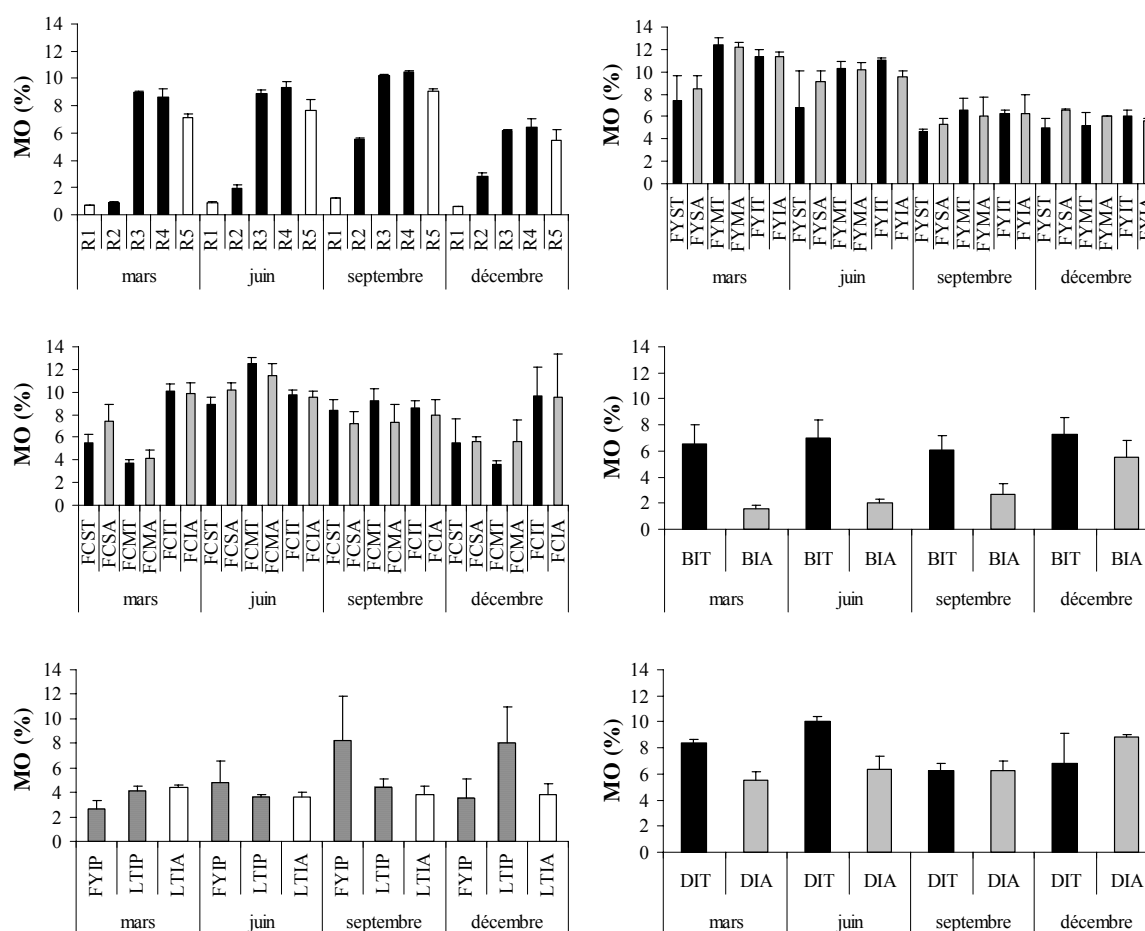 MO (%)
14
12
10
8
6
4
2
0
R1 R2 R3 R4 R5 R1 R2 R3 R4 R5 R1 R2 R3 R4 R5 R1 R2 R3 R4 R5
mars juin septembre décembre
MO (%)
14
12
10
8
6
4
2
0
FYST FYSA FYMT FYMA FYIT FYIA FYST FYSA FYMT FYMA FYIT FYIA FYST FYSA FYMT FYMA FYIT FYIA FYST FYSA FYMT FYMA FYIT FYIA
mars juin septembre décembre
MO (%)
14
12
10
8
6
4
2
0
FCST FCSA FCMT FCMA FCIT FCIA FCST FCSA FCMT FCMA FCIT FCIA FCST FCSA FCMT FCMA FCIT FCIA FCST FCSA FCMT FCMA FCIT FCIA
mars juin septembre décembre
MO (%)
14
12
10
8
6
4
2
0
BIT BIA BIT BIA BIT BIA BIT BIA
mars juin septembre décembre
MO (%)
14
12
10
8
6
4
2
0
FYIP LTIP LTIA FYIP LTIP LTIA FYIP LTIP LTIA FYIP LTIP LTIA
mars juin septembre décembre
MO (%)
14
12
10
8
6
4
2
0
DIT DIA DIT DIA DIT DIA DIT DIA
mars juin septembre décembre